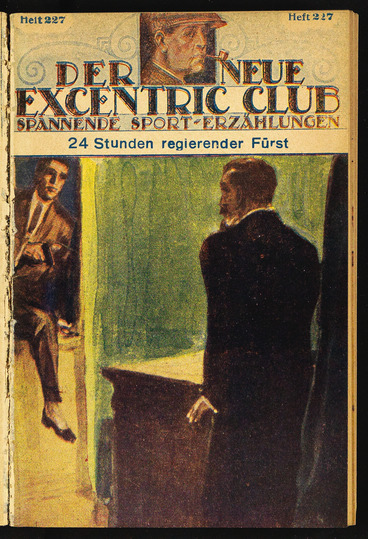 Heft 227
Heft 227
DER NEUE
EXCENTRIC CLUB
SPANNENDE SPORT-ERZÄHLUNGEN
24 Stunden regierender Fürst